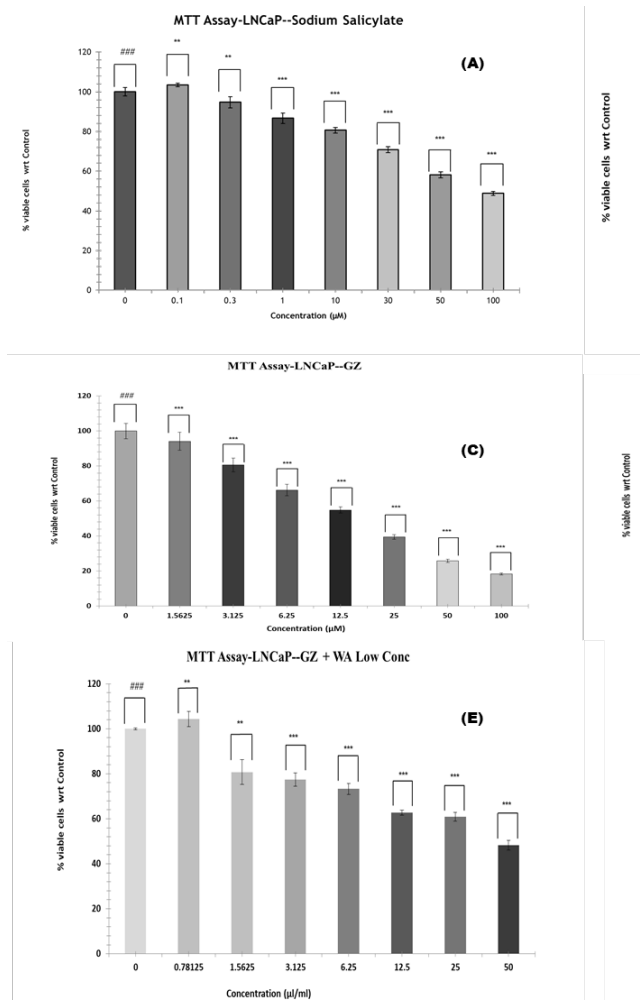 MTT Assay-LNCaP--Sodium Salicylate
(A)
120
100
80
60
40
20
0
% viable cells wrt Control
###
**
**
***
***
***
***
***
0 0.1 0.3 1 10 30 50 100
Concentration (µM)
% viable cells wrt Control
MTT Assay-LNCaP--GZ
(C)
120
100
80
60
40
20
0
% viable cells wrt Control
###
***
***
***
***
***
***
***
0 1.5625 3.125 6.25 12.5 25 50 100
Concentration (µM)
% viable cells wrt Control
MTT Assay-LNCaP--GZ + WA Low Conc
(E)
120
100
80
60
40
20
0
% viable cells wrt Control
###
**
**
***
***
***
***
***
0 0.78125 1.5625 3.125 6.25 12.5 25 50
Concentration (µl/ml)